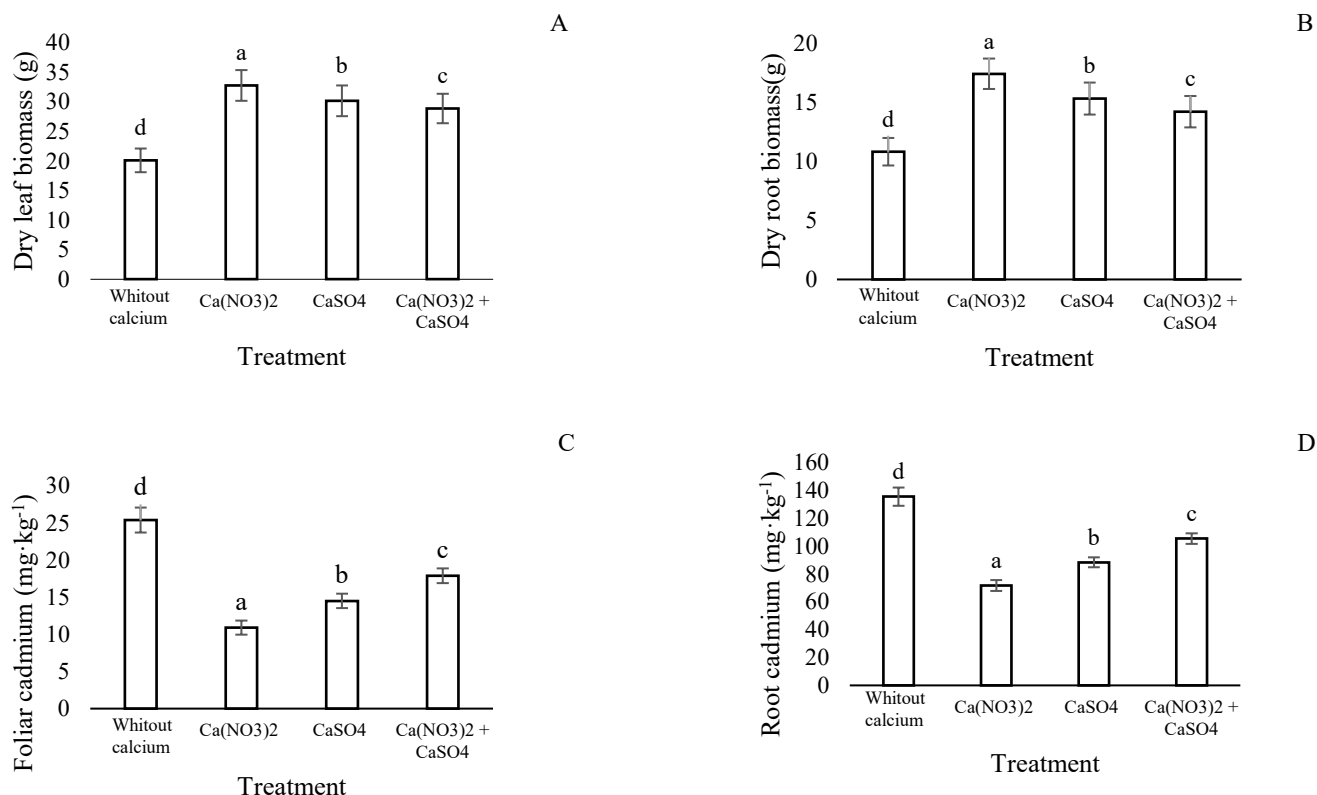 A
Dry leaf biomass (g)
40
35
30
25
20
15
10
5
0
d
a
b
c
Whitout
calcium
Ca(NO3)2
CaSO4
Ca(NO3)2 +
CaSO4
Treatment
B
Dry root biomass(g)
20
15
10
5
0
d
a
b
c
Whitout
calcium
Ca(NO3)2
CaSO4
Ca(NO3)2 +
CaSO4
Treatment
C
Foliar cadmium (mg·kg⁻¹)
30
25
20
15
10
5
0
d
a
b
c
Whitout
calcium
Ca(NO3)2
CaSO4
Ca(NO3)2 +
CaSO4
Treatment
D
Root cadmium (mg·kg⁻¹)
160
140
120
100
80
60
40
20
0
d
a
b
c
Whitout
calcium
Ca(NO3)2
CaSO4
Ca(NO3)2 +
CaSO4
Treatment